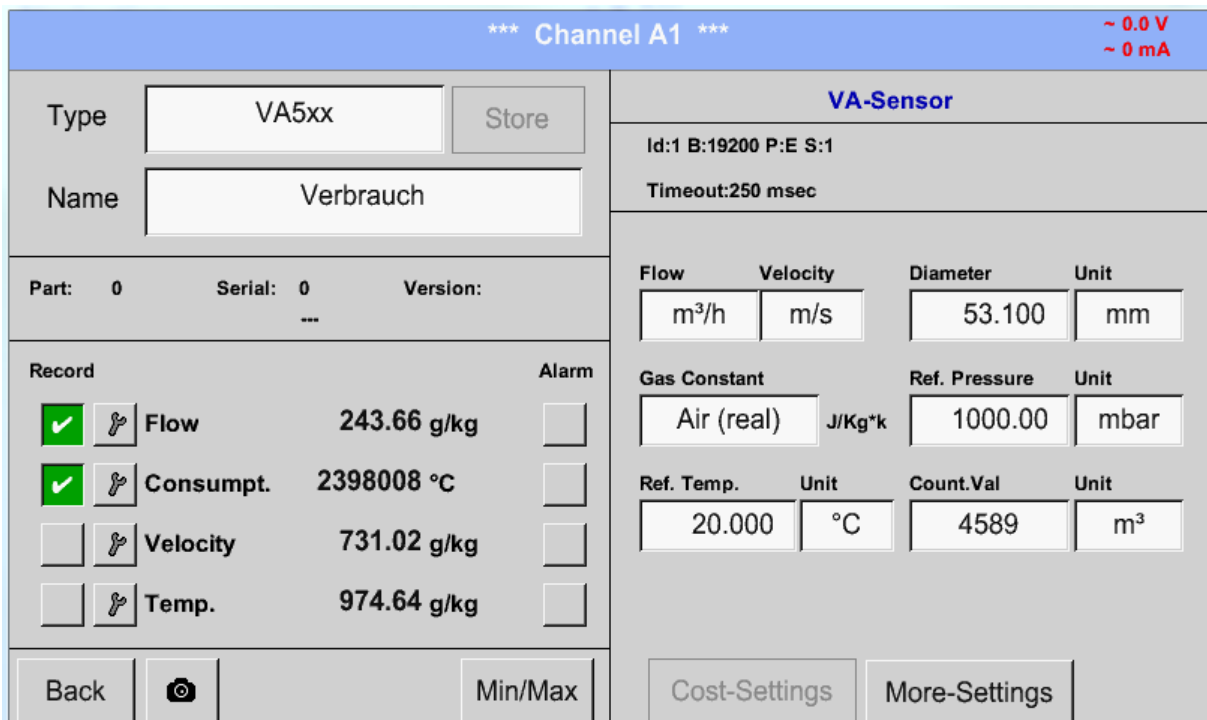 *** Channel A1 ***
~ 0.0 V
~ 0 mA
Type VA5xx Store
Name Verbrauch
Part: 0 Serial: 0 Version:
---
Record Alarm
Flow 243.66 g/kg
Consumpt. 2398008 °C
Velocity 731.02 g/kg
Temp. 974.64 g/kg
Back Min/Max
VA-Sensor
Id:1 B:19200 P:E S:1
Timeout:250 msec
Flow Velocity Diameter Unit
m³/h m/s 53.100 mm
Gas Constant Ref. Pressure Unit
Air (real) J/Kg*k 1000.00 mbar
Ref. Temp. Unit Count.Val Unit
20.000 °C 4589 m³
Cost-Settings More-Settings